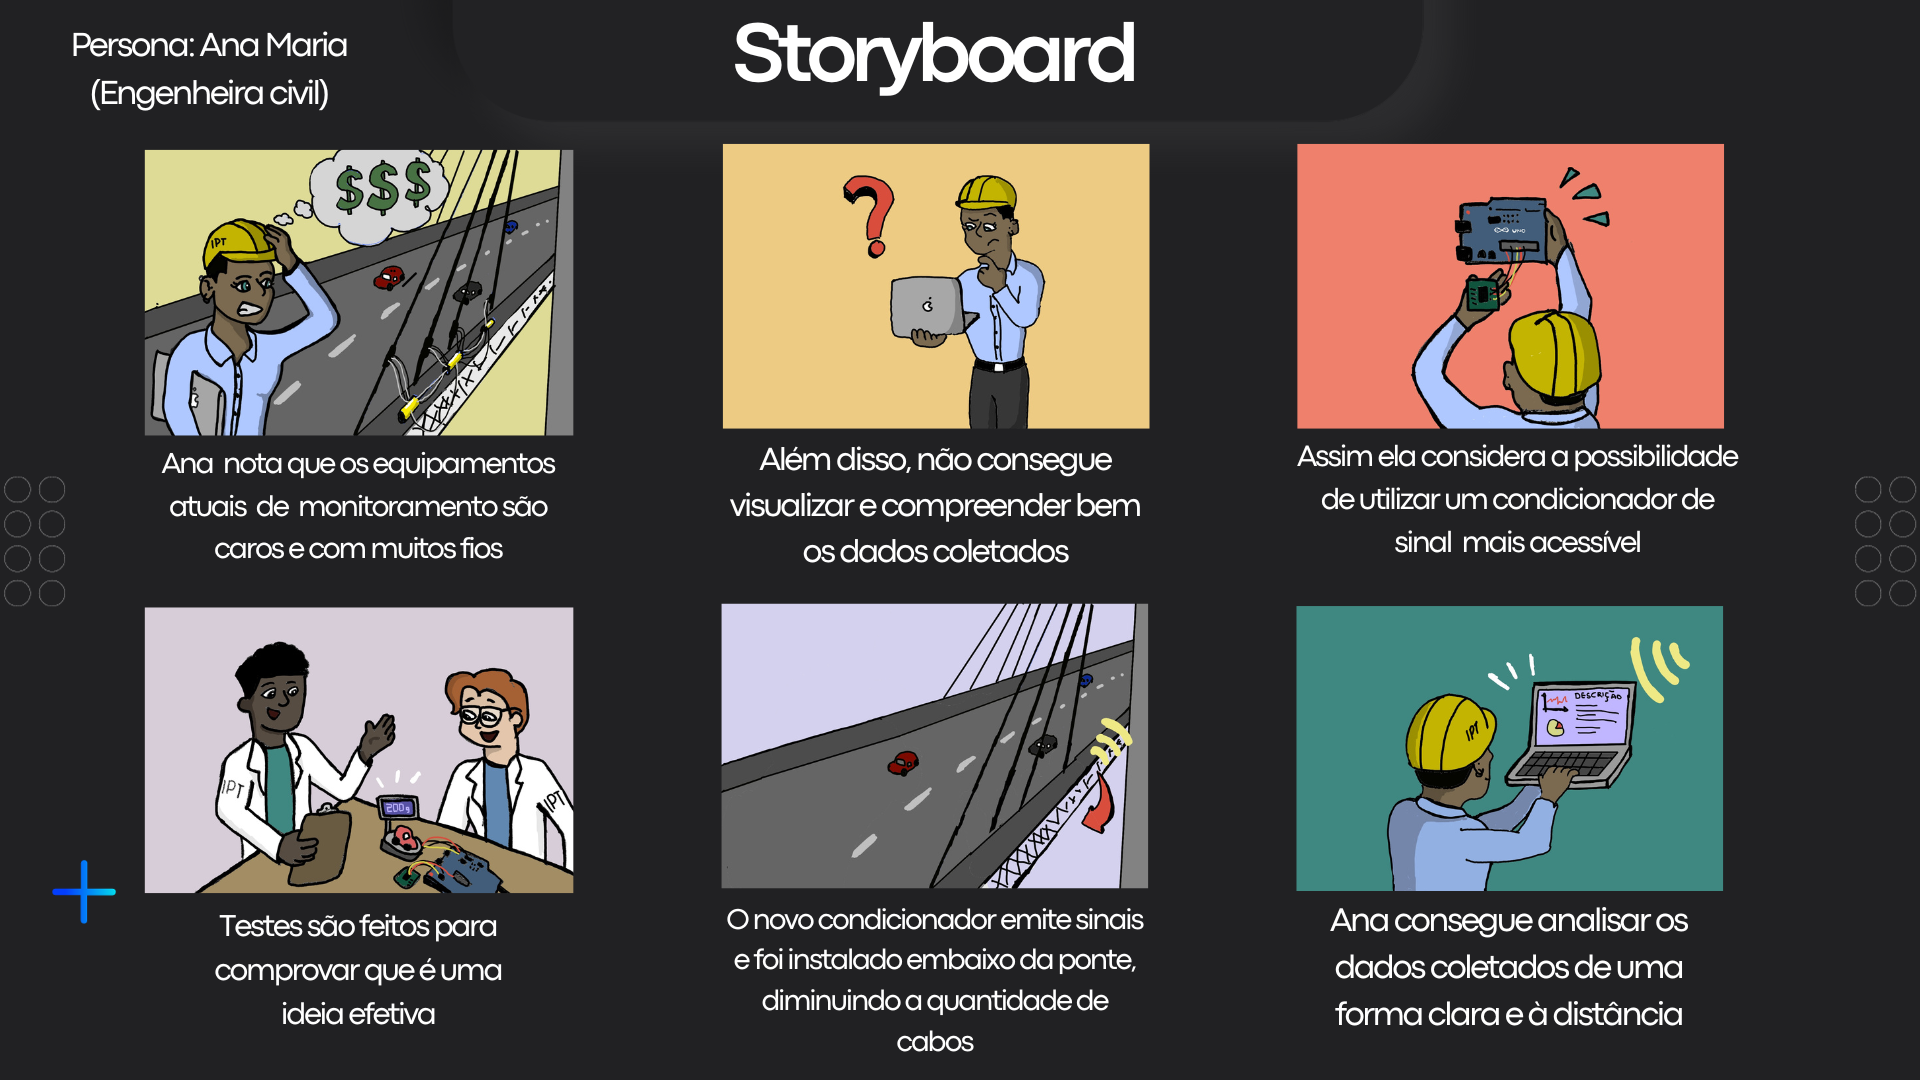 Persona: Ana Maria
(Engenheira civil)
Storyboard
$$$
IPT
Ana nota que os equipamentos
atuais de monitoramento são
caros e com muitos fios
?
Além disso, não consegue
visualizar e compreender bem
os dados coletados
UNO
Assim ela considera a possibilidade
de utilizar um condicionador de
sinal mais acessível
IPT
200g
IPT
Testes são feitos para
comprovar que é uma
ideia efetiva
O novo condicionador emite sinais
e foi instalado embaixo da ponte,
diminuindo a quantidade de
cabos
DESCRIÇÃO
IPT
Ana consegue analisar os
dados coletados de uma
forma clara e à distância